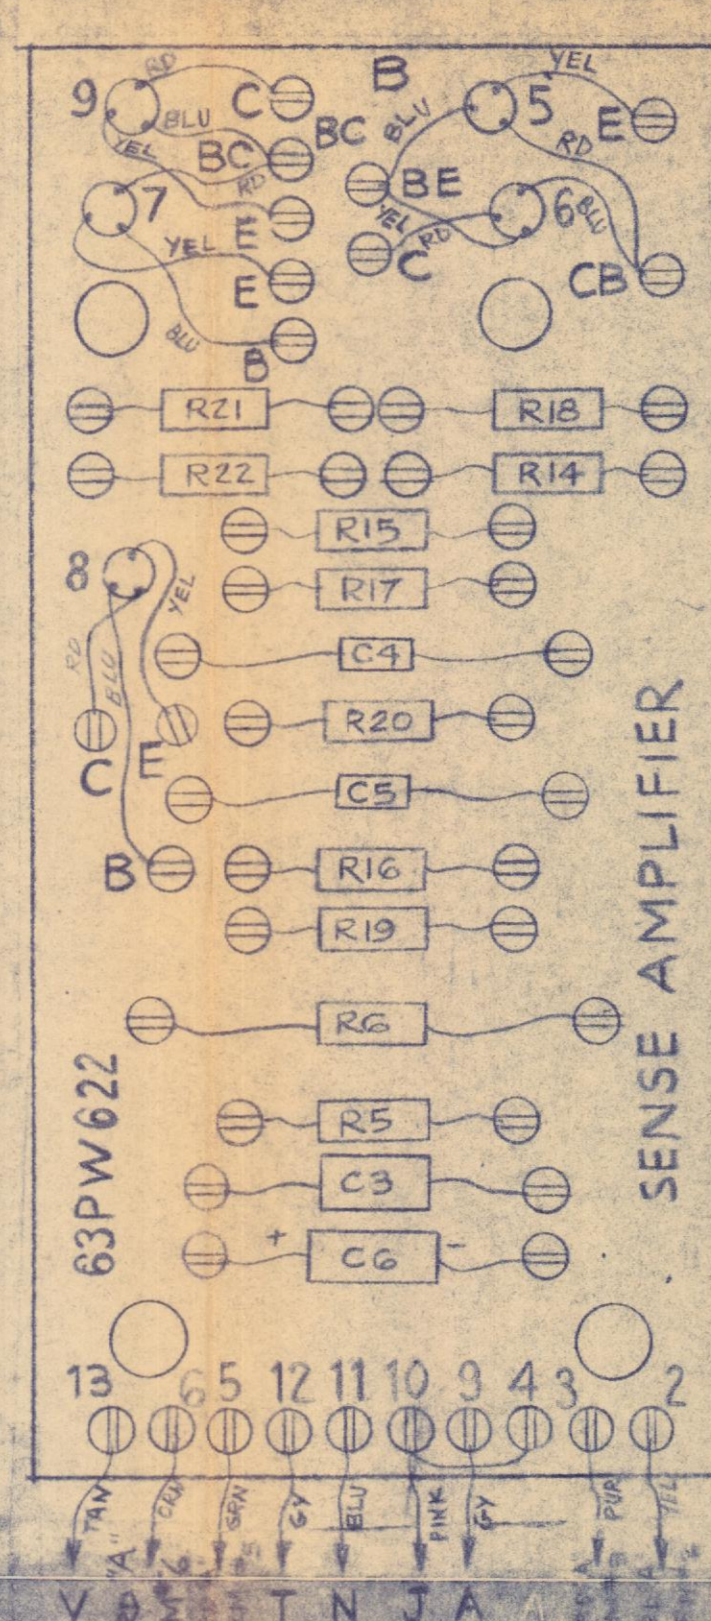 RD
9 C B YEL
BLU BC BLU 5 E
YEL BC RD
RD BE
7 YEL 6 BLU
E RD
YEL C CB
E
BLU
B
R21 R18
R22 R14
R15
8 R17
YEL
RD BLU C4
R20
C E
C5
B R16
R19
R6
R5
C3
+ C6 -
63PW622
SENSE AMPLIFIER
13 6 5 12 11 10 9 4 3 2
TAN ORN GRN GY BLU PINK GY PUR YEL
"A"
V T N J A